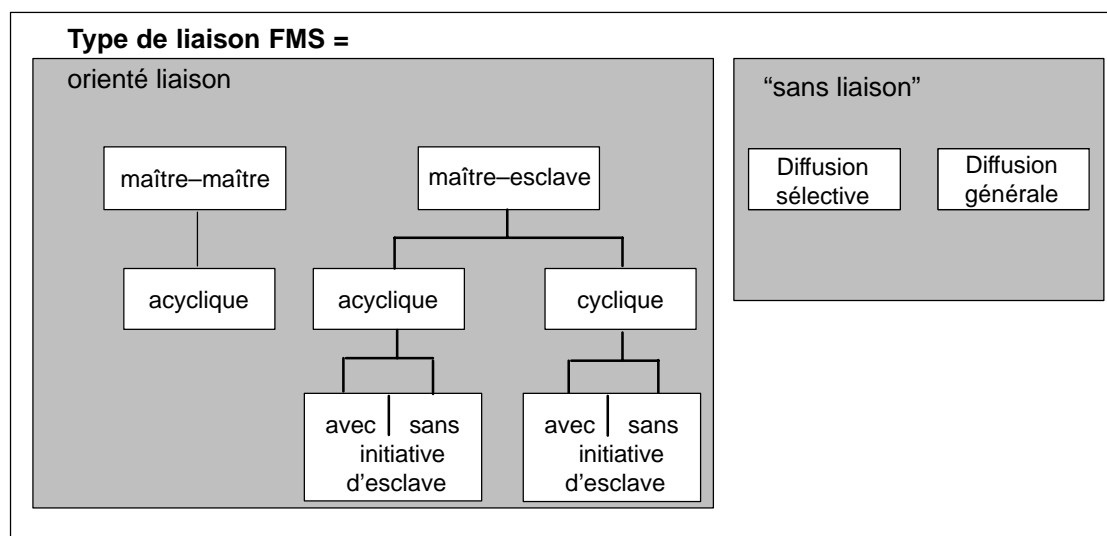 Type de liaison FMS =
orienté liaison
maître–maître
maître–esclave
acyclique
acyclique
cyclique
avec sans
initiative
d'esclave
avec sans
initiative
d'esclave
“sans liaison”
Diffusion
sélective
Diffusion
générale